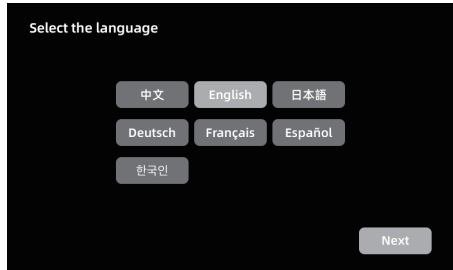 Select the language
中文 English 日本語
Deutsch Français Español
한국인
Next